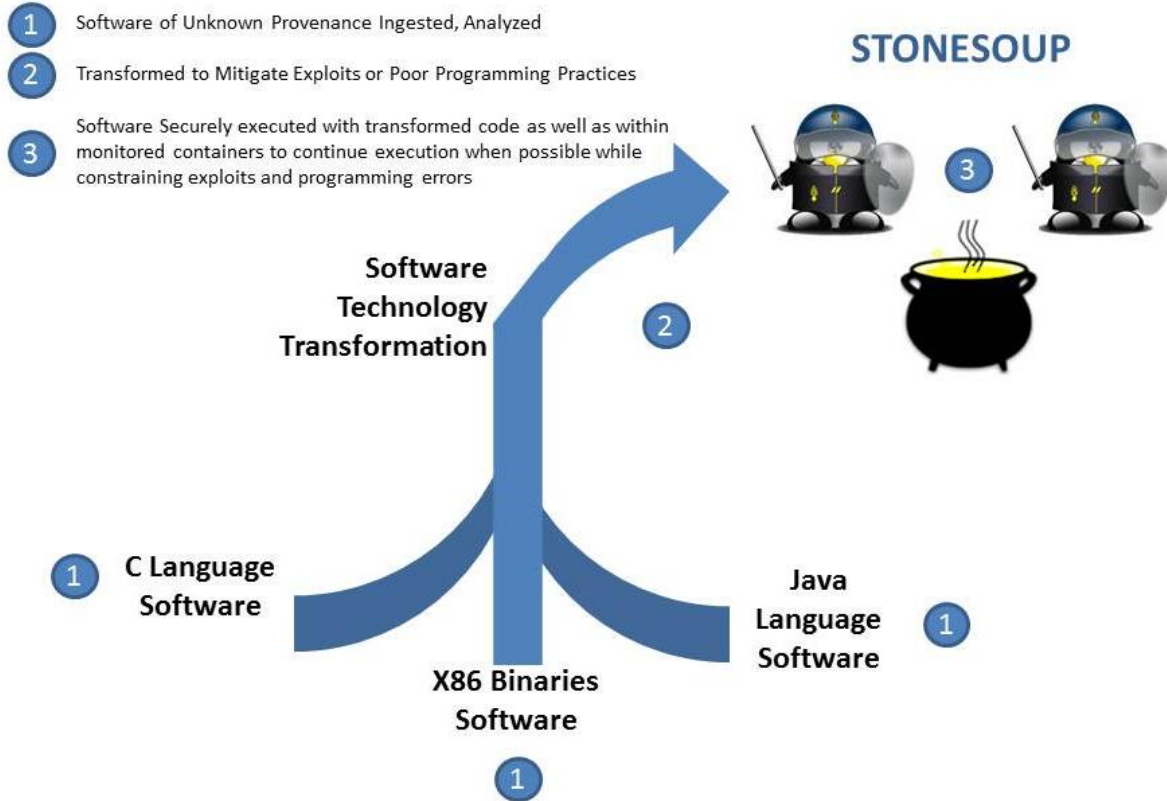 1 Software of Unknown Provenance Ingested, Analyzed
2 Transformed to Mitigate Exploits or Poor Programming Practices
3 Software Securely executed with transformed code as well as within
monitored containers to continue execution when possible while
constraining exploits and programming errors
STONESOUP
3
Software
Technology
Transformation
2
1
C Language
Software
X86 Binaries
Software
1
Java
Language
Software
1